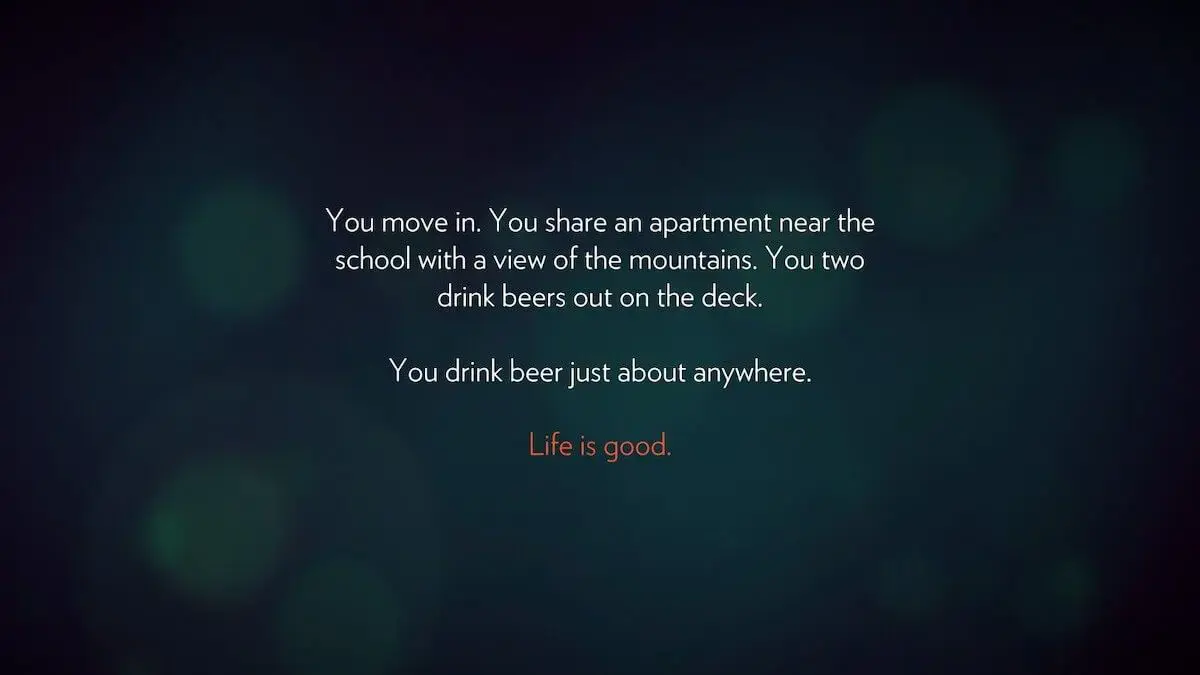 You move in. You share an apartment near the
school with a view of the mountains. You two
drink beers out on the deck.
You drink beer just about anywhere.
Life is good.